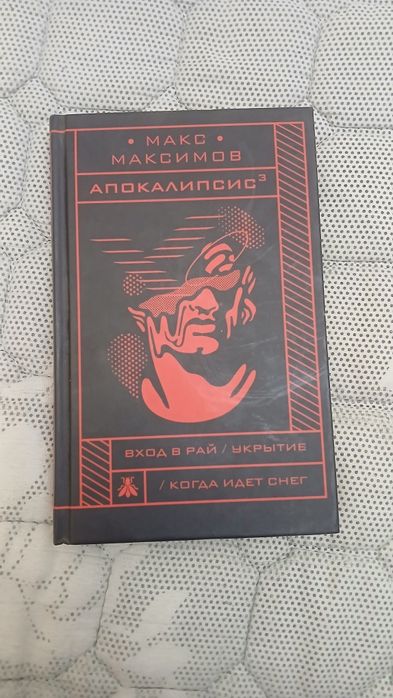 • МАКС •
МАКСИМОВ
АПОКАЛИПСИС³
ВХОД В РАЙ / УКРЫТИЕ
/ КОГДА ИДЕТ СНЕГ